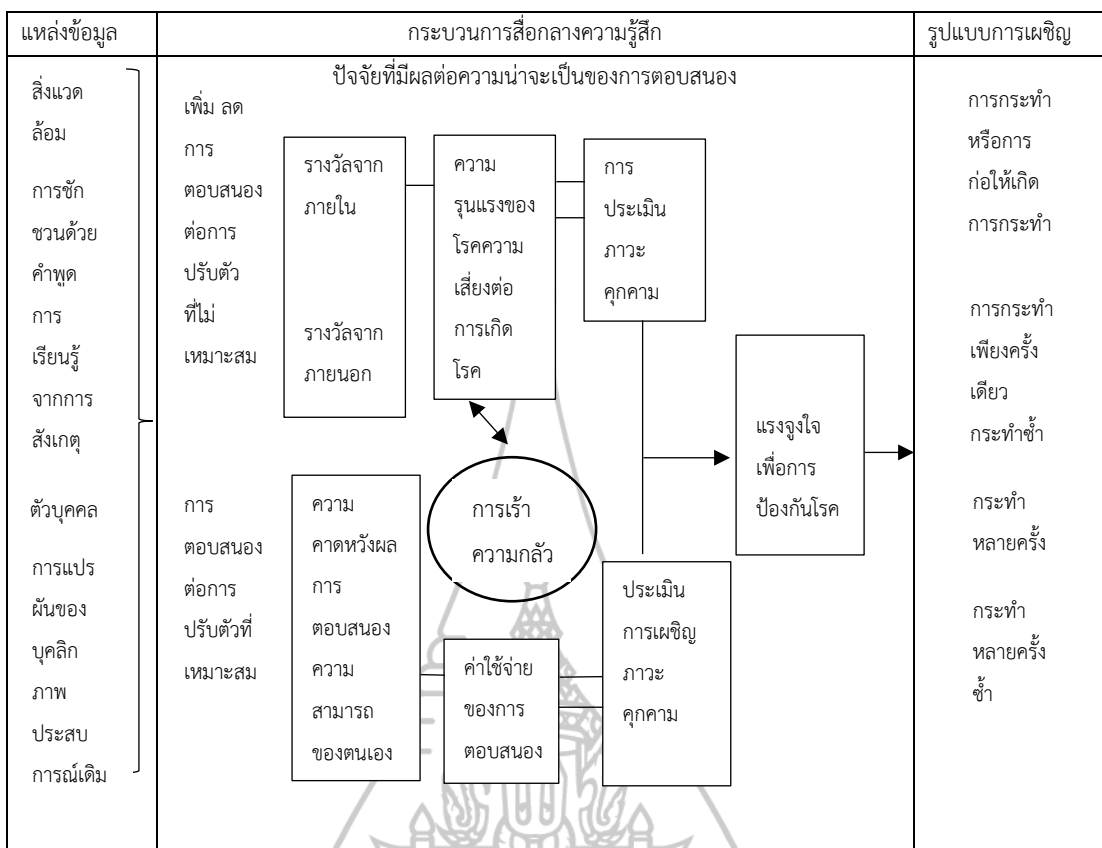 แหล่งข้อมูล
กระบวนการสื่อกลางความรู้สึก
รูปแบบการเผชิญ
สิ่งแวด
ล้อม
การชัก
ชวนด้วย
คำพูด
การ
เรียนรู้
จากการ
สังเกตุ
ตัวบุคคล
การแปร
ผันของ
บุคลิก
ภาพ
ประสบ
การณ์เดิม
ปัจจัยที่มีผลต่อความน่าจะเป็นของการตอบสนอง
เพิ่ม ลด
การ
ตอบสนอง
ต่อการ
ปรับตัว
ที่ไม่
เหมาะสม
รางวัลจาก
ภายใน
รางวัลจาก
ภายนอก
ความ
รุนแรงของ
โรคความ
เสี่ยงต่อ
การเกิด
โรค
การ
ประเมิน
ภาวะ
คุกคาม
การเร้า
ความกลัว
แรงจูงใจ
เพื่อการ
ป้องกันโรค
การ
ตอบสนอง
ต่อการ
ปรับตัวที่
เหมาะสม
ความ
คาดหวังผล
การ
ตอบสนอง
ความ
สามารถ
ของตนเอง
ค่าใช้จ่าย
ของการ
ตอบสนอง
ประเมิน
การเผชิญ
ภาวะ
คุกคาม
การกระทำ
หรือการ
ก่อให้เกิด
การกระทำ
การกระทำ
เพียงครั้ง
เดียว
กระทำซ้ำ
กระทำ
หลายครั้ง
กระทำ
หลายครั้ง
ซ้ำ